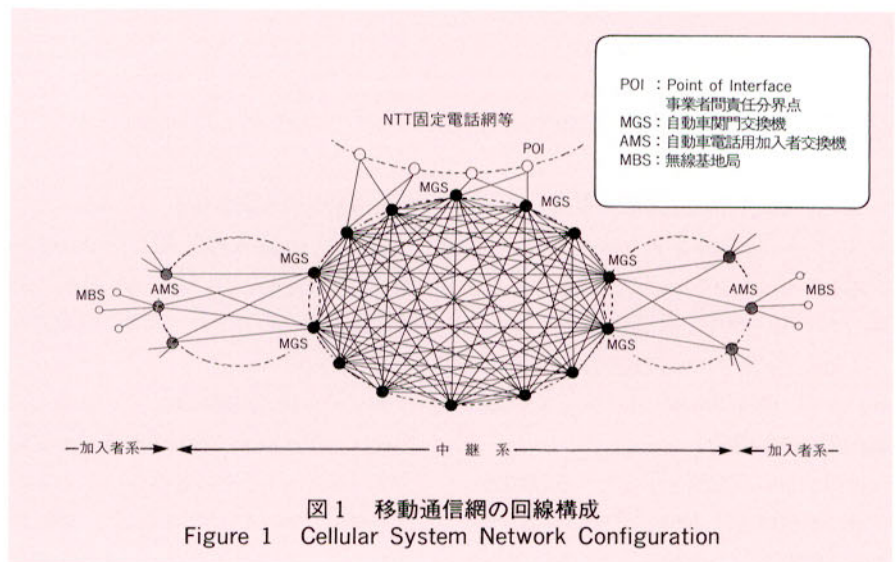 POI : Point of Interface
事業者間責任分界点
MGS : 自動車関門交換機
AMS : 自動車電話用加入者交換機
MBS : 無線基地局
NTT固定電話網等
POI
MGS
MGS
MGS
MGS
MBS
AMS
AMS
MBS
MGS
MGS
加入者系
中継系
加入者系
図1 移動通信網の回線構成
Figure 1 Cellular System Network Configuration